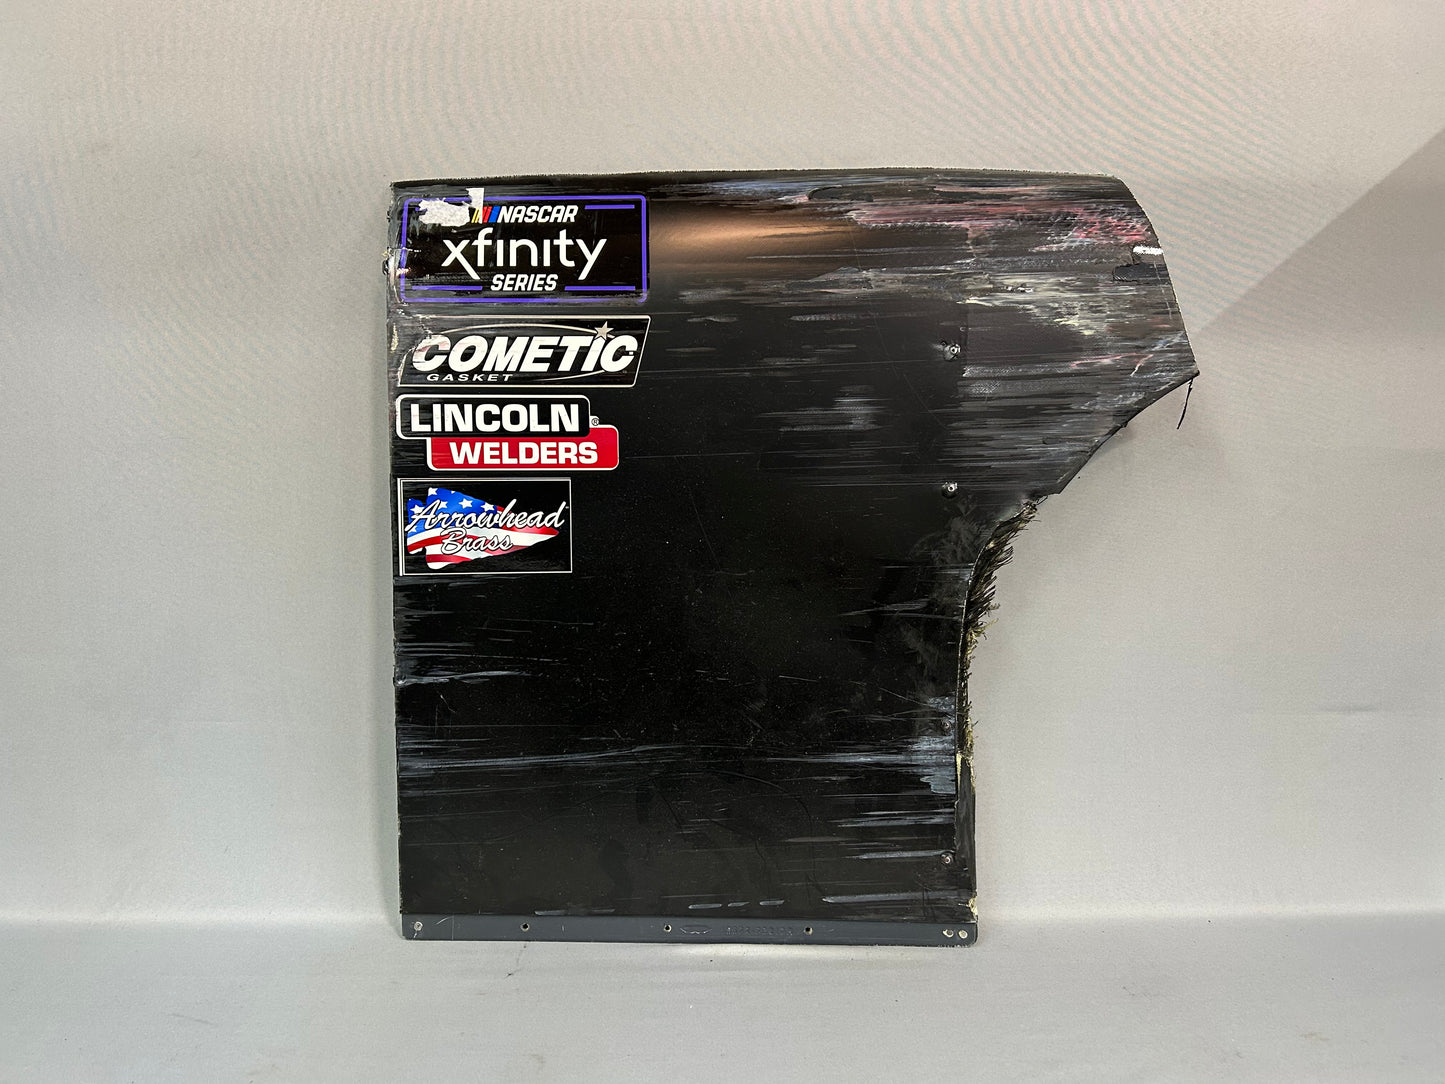 NASCAR
xfinity
SERIES
COMETIC
GASKET
LINCOLN®
WELDERS
Arrowhead
Brass